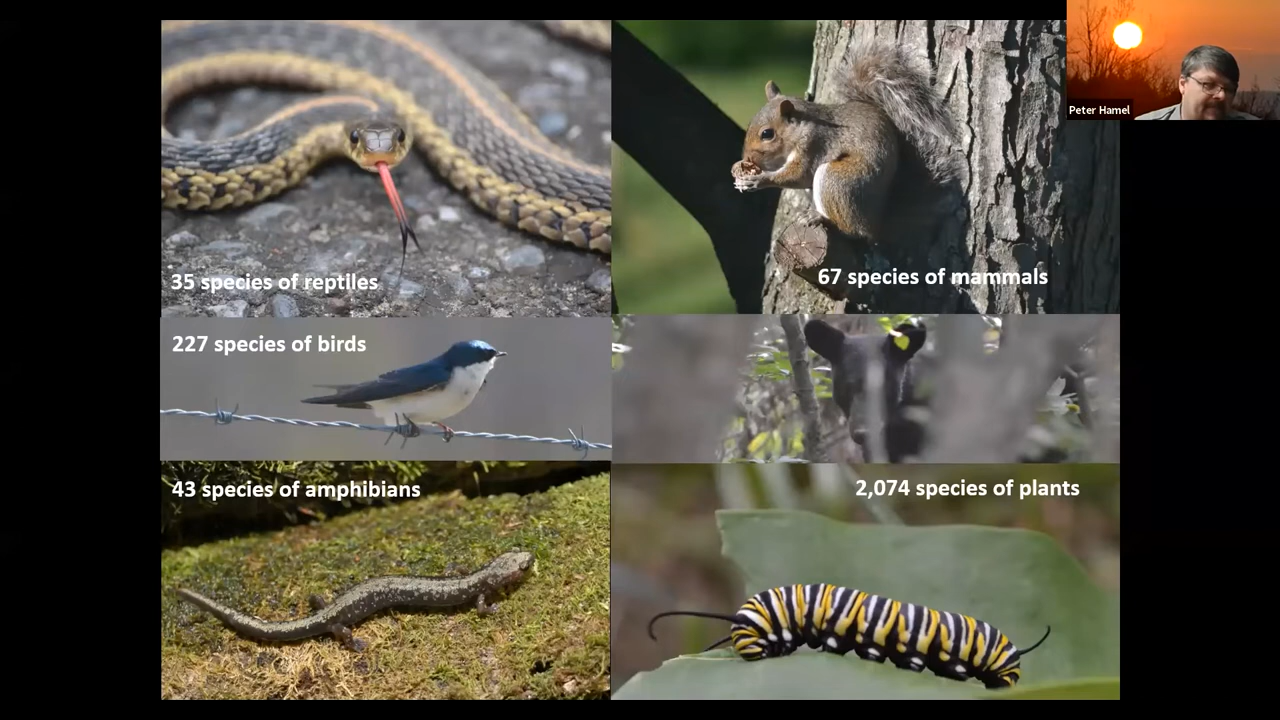 Peter Hamel
35 species of reptiles
67 species of mammals
227 species of birds
43 species of amphibians
2,074 species of plants